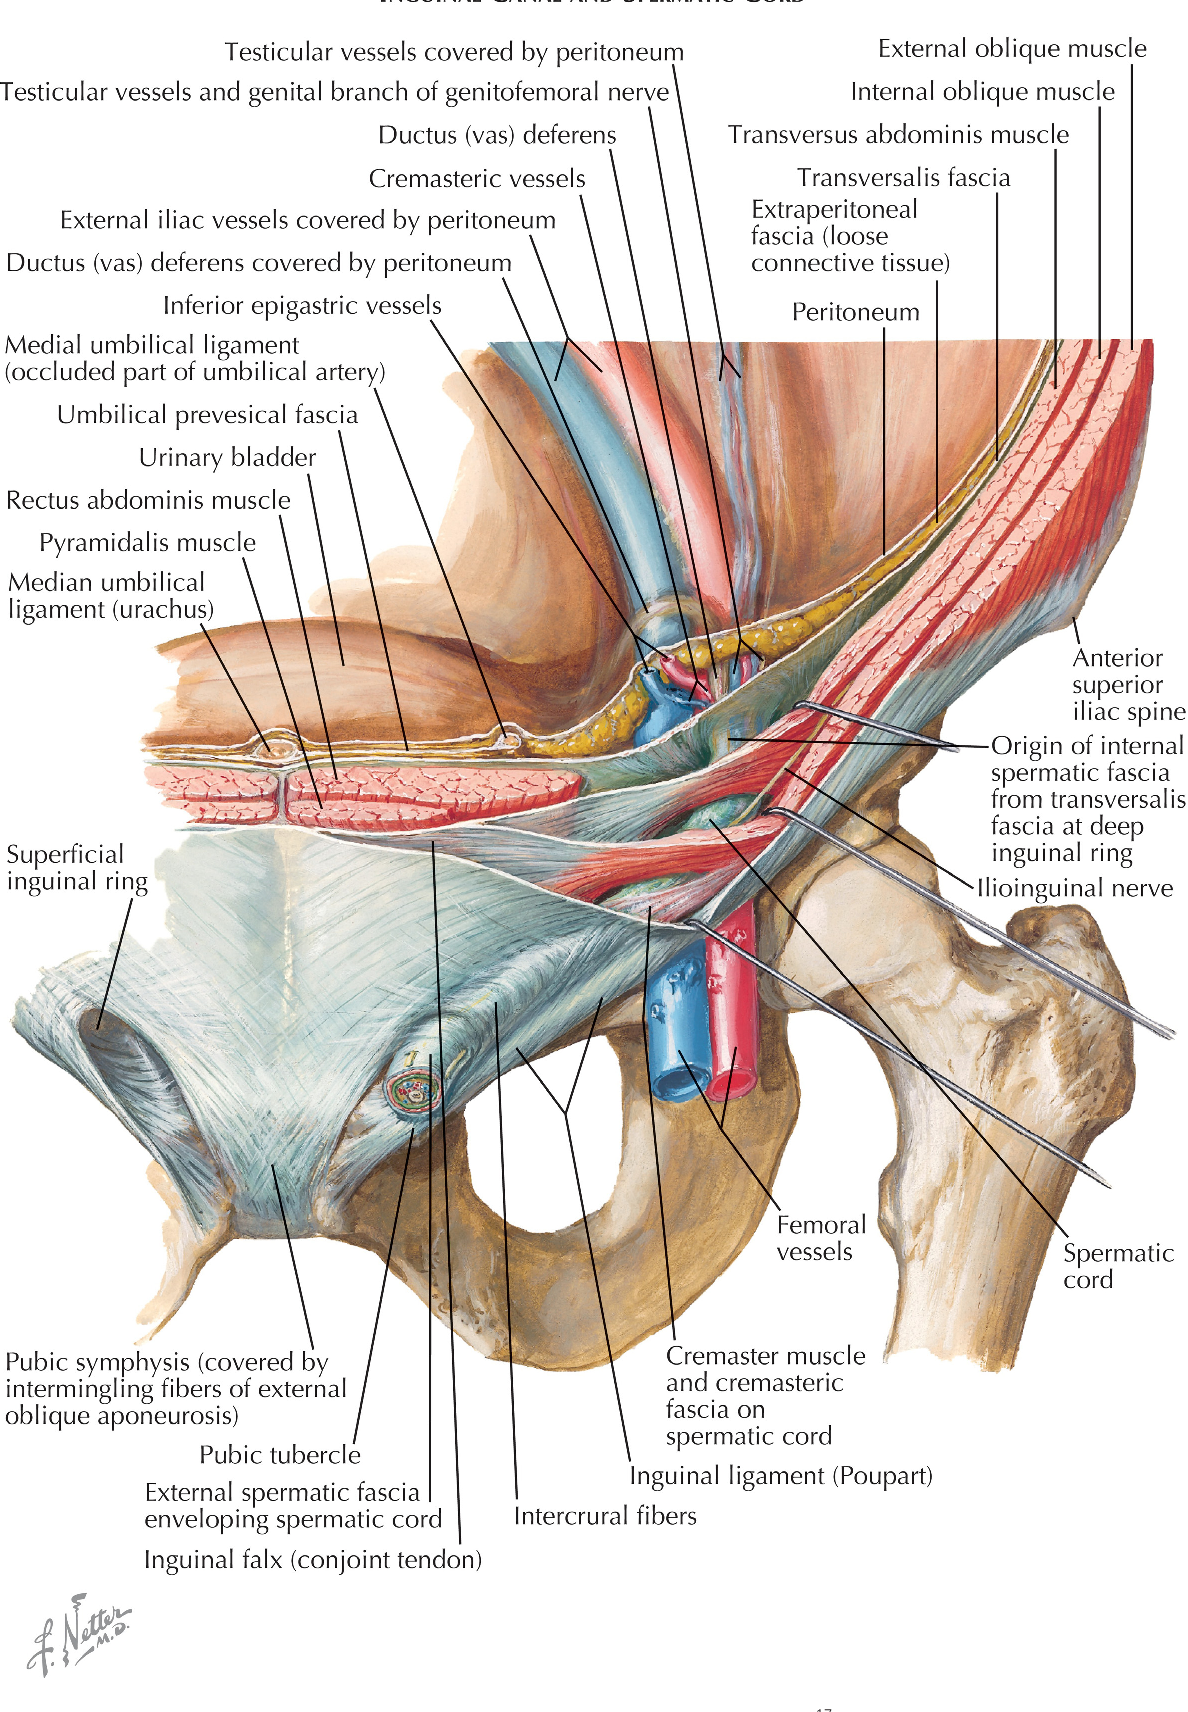 INGUINAL CANAL AND SPERMATIC CORD
Testicular vessels covered by peritoneum
Testicular vessels and genital branch of genitofemoral nerve
Ductus (vas) deferens
Cremasteric vessels
External iliac vessels covered by peritoneum
Ductus (vas) deferens covered by peritoneum
Inferior epigastric vessels
Medial umbilical ligament
(occluded part of umbilical artery)
Umbilical prevesical fascia
Urinary bladder
Rectus abdominis muscle
Pyramidalis muscle
Median umbilical
ligament (urachus)
External oblique muscle
Internal oblique muscle
Transversus abdominis muscle
Transversalis fascia
Extraperitoneal
fascia (loose
connective tissue)
Peritoneum
Anterior
superior
iliac spine
Origin of internal
spermatic fascia
from transversalis
fascia at deep
inguinal ring
Ilioinguinal nerve
Superficial
inguinal ring
Femoral
vessels
Spermatic
cord
Pubic symphysis (covered by
intermingling fibers of external
oblique aponeurosis)
Cremaster muscle
and cremasteric
fascia on
spermatic cord
Pubic tubercle
Inguinal ligament (Poupart)
External spermatic fascia
enveloping spermatic cord
Intercrural fibers
Inguinal falx (conjoint tendon)
F. Netter
M.D.